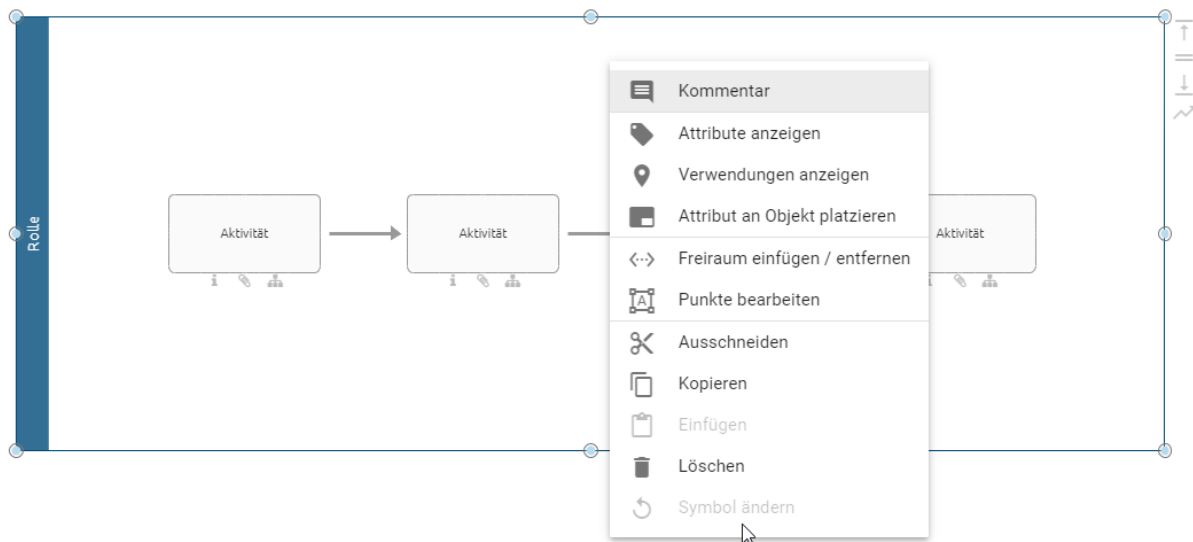 Rolle
Aktivität
Aktivität
Aktivität
Kommentar
Attribute anzeigen
Verwendungen anzeigen
Attribut an Objekt platzieren
Freiraum einfügen / entfernen
Punkte bearbeiten
Ausschneiden
Kopieren
Einfügen
Löschen
Symbol ändern